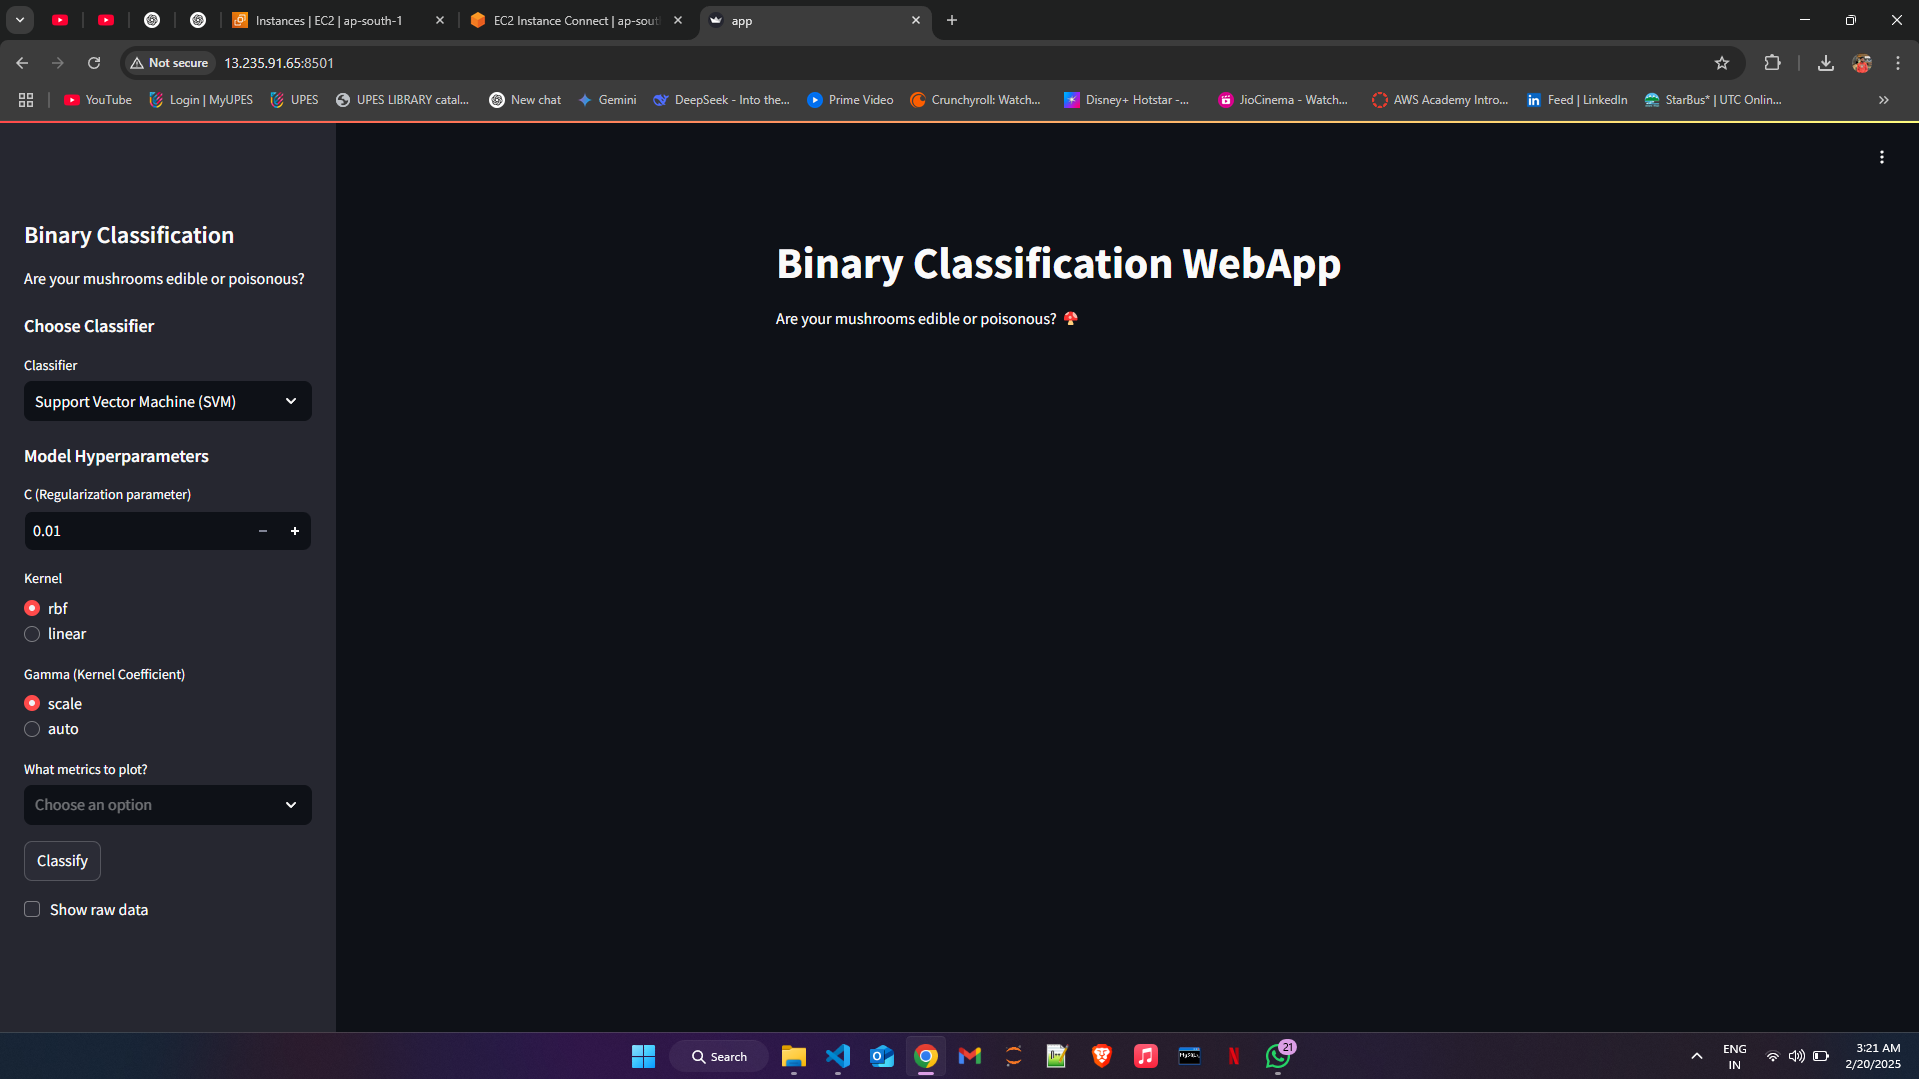 Instances | EC2 | ap-south-1
EC2 Instance Connect | ap-sout
app
Not secure
13.235.91.65:8501
YouTube
Login | MyUPES
UPES
UPES LIBRARY catal...
New chat
Gemini
DeepSeek - Into the...
Prime Video
Crunchyroll: Watch...
Disney+ Hotstar -...
JioCinema - Watch...
AWS Academy Intro...
Feed | LinkedIn
StarBus* | UTC Onlin...
Binary Classification
Are your mushrooms edible or poisonous?
Choose Classifier
Classifier
Support Vector Machine (SVM)
Model Hyperparameters
C (Regularization parameter)
0.01
Kernel
rbf
linear
Gamma (Kernel Coefficient)
scale
auto
What metrics to plot?
Choose an option
Classify
Show raw data
Binary Classification WebApp
Are your mushrooms edible or poisonous? 🍄
Search
21
ENG
IN
3:21 AM
2/20/2025